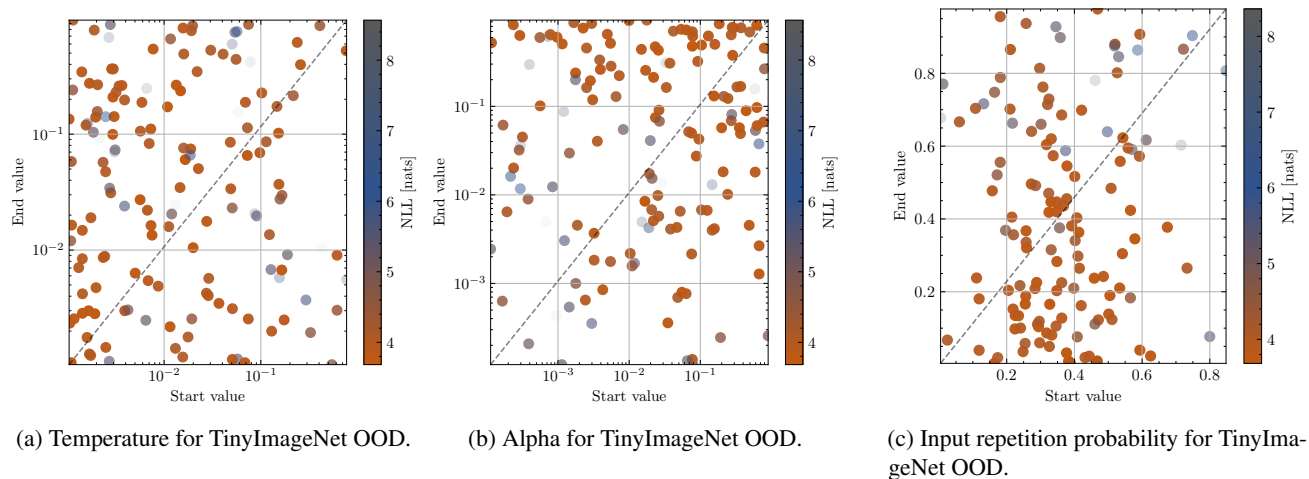 End value
10⁻¹
10⁻²
10⁻² 10⁻¹
Start value
8
7
6
5
4
NLL [nats]
(a) Temperature for TinyImageNet OOD.
End value
10⁻¹
10⁻²
10⁻³
10⁻³ 10⁻² 10⁻¹
Start value
8
7
6
5
4
NLL [nats]
(b) Alpha for TinyImageNet OOD.
End value
0.8
0.6
0.4
0.2
0.2 0.4 0.6 0.8
Start value
8
7
6
5
4
NLL [nats]
(c) Input repetition probability for TinyIma-
geNet OOD.